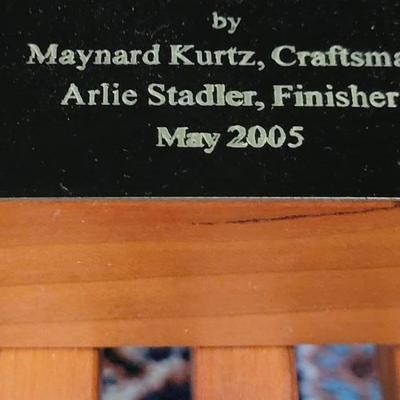 by
Maynard Kurtz, Craftsma
Arlie Stadler, Finisher
May 2005